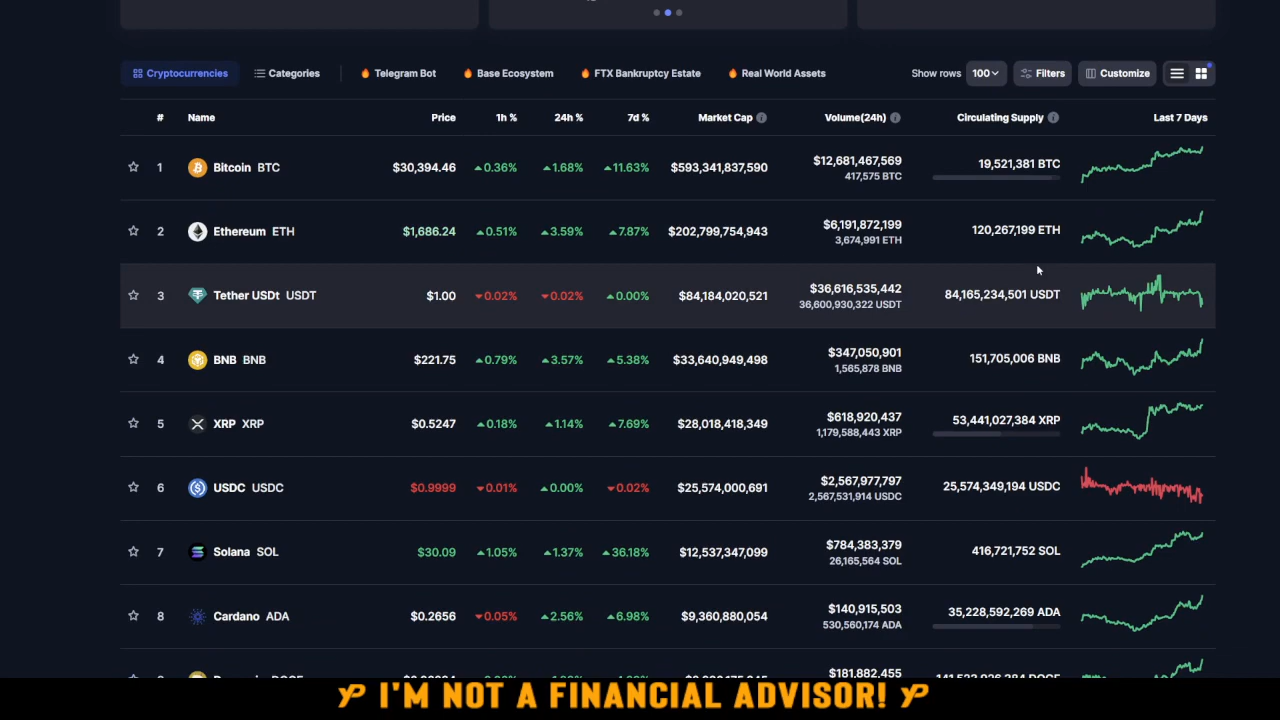 Cryptocurrencies Categories Telegram Bot Base Ecosystem FTX Bankruptcy Estate Real World Assets Show rows 100 Filters Customize
# Name Price 1h % 24h % 7d % Market Cap Volume(24h) Circulating Supply Last 7 Days
1 Bitcoin BTC $30,394.46 0.36% 1.68% 11.63% $593,341,837,590 $12,681,467,569 19,521,381 BTC
417,575 BTC
2 Ethereum ETH $1,686.24 0.51% 3.59% 7.87% $202,799,754,943 $6,191,872,199 120,267,199 ETH
3,674,991 ETH
3 Tether USDt USDT $1.00 0.02% 0.02% 0.00% $84,184,020,521 $36,616,535,442 84,165,234,501 USDT
36,600,930,322 USDT
4 BNB BNB $221.75 0.79% 3.57% 5.38% $33,640,949,498 $347,050,901 151,705,006 BNB
1,565,878 BNB
5 XRP XRP $0.5247 0.18% 1.14% 7.69% $28,018,418,349 $618,920,437 53,441,027,384 XRP
1,179,588,443 XRP
6 USDC USDC $0.9999 0.01% 0.00% 0.02% $25,574,000,691 $2,567,977,797 25,574,349,194 USDC
2,567,531,914 USDC
7 Solana SOL $30.09 1.05% 1.37% 36.18% $12,537,347,099 $784,383,379 416,721,752 SOL
26,165,564 SOL
8 Cardano ADA $0.2656 0.05% 2.56% 6.98% $9,360,880,054 $140,915,503 35,228,592,269 ADA
530,560,174 ADA
$181,882,455
I'M NOT A FINANCIAL ADVISOR!